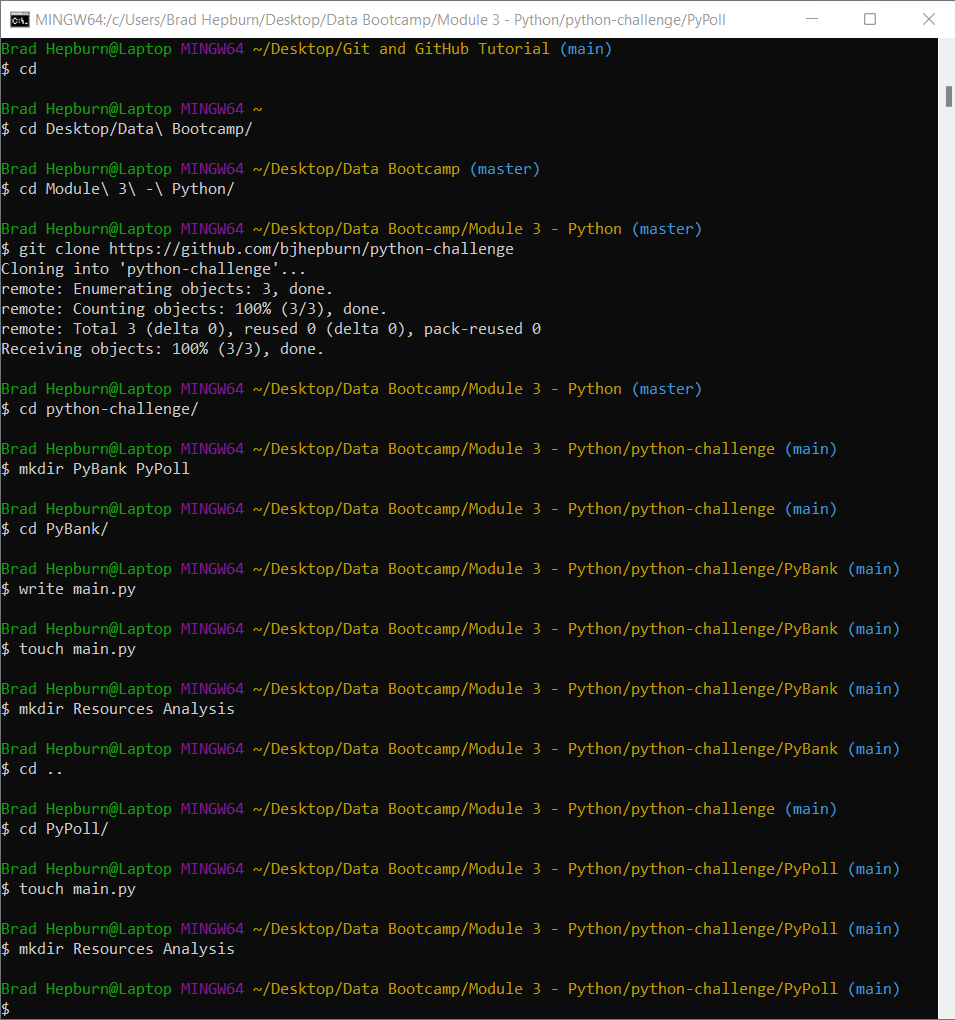 MINGW64:/c/Users/Brad Hepburn/Desktop/Data Bootcamp/Module 3 - Python/python-challenge/PyPoll
Brad Hepburn@Laptop MINGW64 ~/Desktop/Git and GitHub Tutorial (main)
$ cd
Brad Hepburn@Laptop MINGW64 ~
$ cd Desktop/Data\ Bootcamp/
Brad Hepburn@Laptop MINGW64 ~/Desktop/Data Bootcamp (master)
$ cd Module\ 3\ -\ Python/
Brad Hepburn@Laptop MINGW64 ~/Desktop/Data Bootcamp/Module 3 - Python (master)
$ git clone https://github.com/bjhepburn/python-challenge
Cloning into 'python-challenge'...
remote: Enumerating objects: 3, done.
remote: Counting objects: 100% (3/3), done.
remote: Total 3 (delta 0), reused 0 (delta 0), pack-reused 0
Receiving objects: 100% (3/3), done.
Brad Hepburn@Laptop MINGW64 ~/Desktop/Data Bootcamp/Module 3 - Python (master)
$ cd python-challenge/
Brad Hepburn@Laptop MINGW64 ~/Desktop/Data Bootcamp/Module 3 - Python/python-challenge (main)
$ mkdir PyBank PyPoll
Brad Hepburn@Laptop MINGW64 ~/Desktop/Data Bootcamp/Module 3 - Python/python-challenge (main)
$ cd PyBank/
Brad Hepburn@Laptop MINGW64 ~/Desktop/Data Bootcamp/Module 3 - Python/python-challenge/PyBank (main)
$ write main.py
Brad Hepburn@Laptop MINGW64 ~/Desktop/Data Bootcamp/Module 3 - Python/python-challenge/PyBank (main)
$ touch main.py
Brad Hepburn@Laptop MINGW64 ~/Desktop/Data Bootcamp/Module 3 - Python/python-challenge/PyBank (main)
$ mkdir Resources Analysis
Brad Hepburn@Laptop MINGW64 ~/Desktop/Data Bootcamp/Module 3 - Python/python-challenge/PyBank (main)
$ cd ..
Brad Hepburn@Laptop MINGW64 ~/Desktop/Data Bootcamp/Module 3 - Python/python-challenge (main)
$ cd PyPoll/
Brad Hepburn@Laptop MINGW64 ~/Desktop/Data Bootcamp/Module 3 - Python/python-challenge/PyPoll (main)
$ touch main.py
Brad Hepburn@Laptop MINGW64 ~/Desktop/Data Bootcamp/Module 3 - Python/python-challenge/PyPoll (main)
$ mkdir Resources Analysis
Brad Hepburn@Laptop MINGW64 ~/Desktop/Data Bootcamp/Module 3 - Python/python-challenge/PyPoll (main)
$